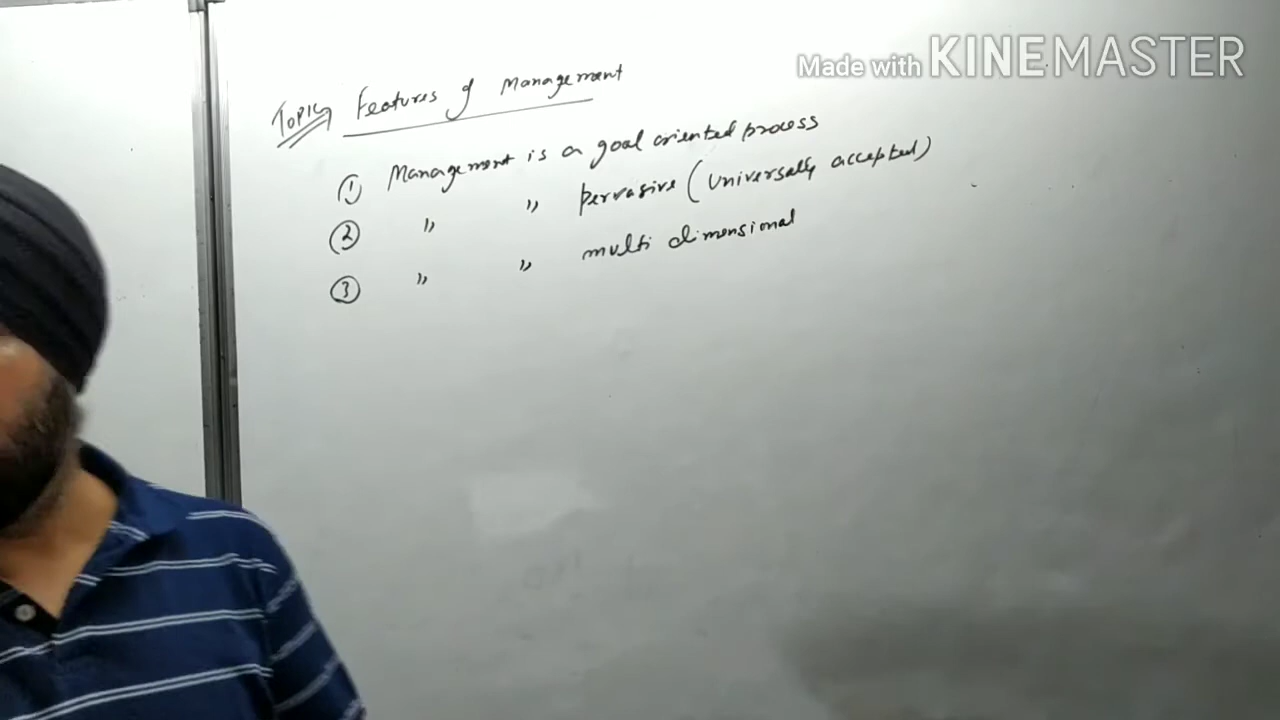 Made with KINEMASTER
Topic Features of Management
① Management is a goal oriented process
② " " Pervasive (Universally accepted)
③ " " multi dimensional